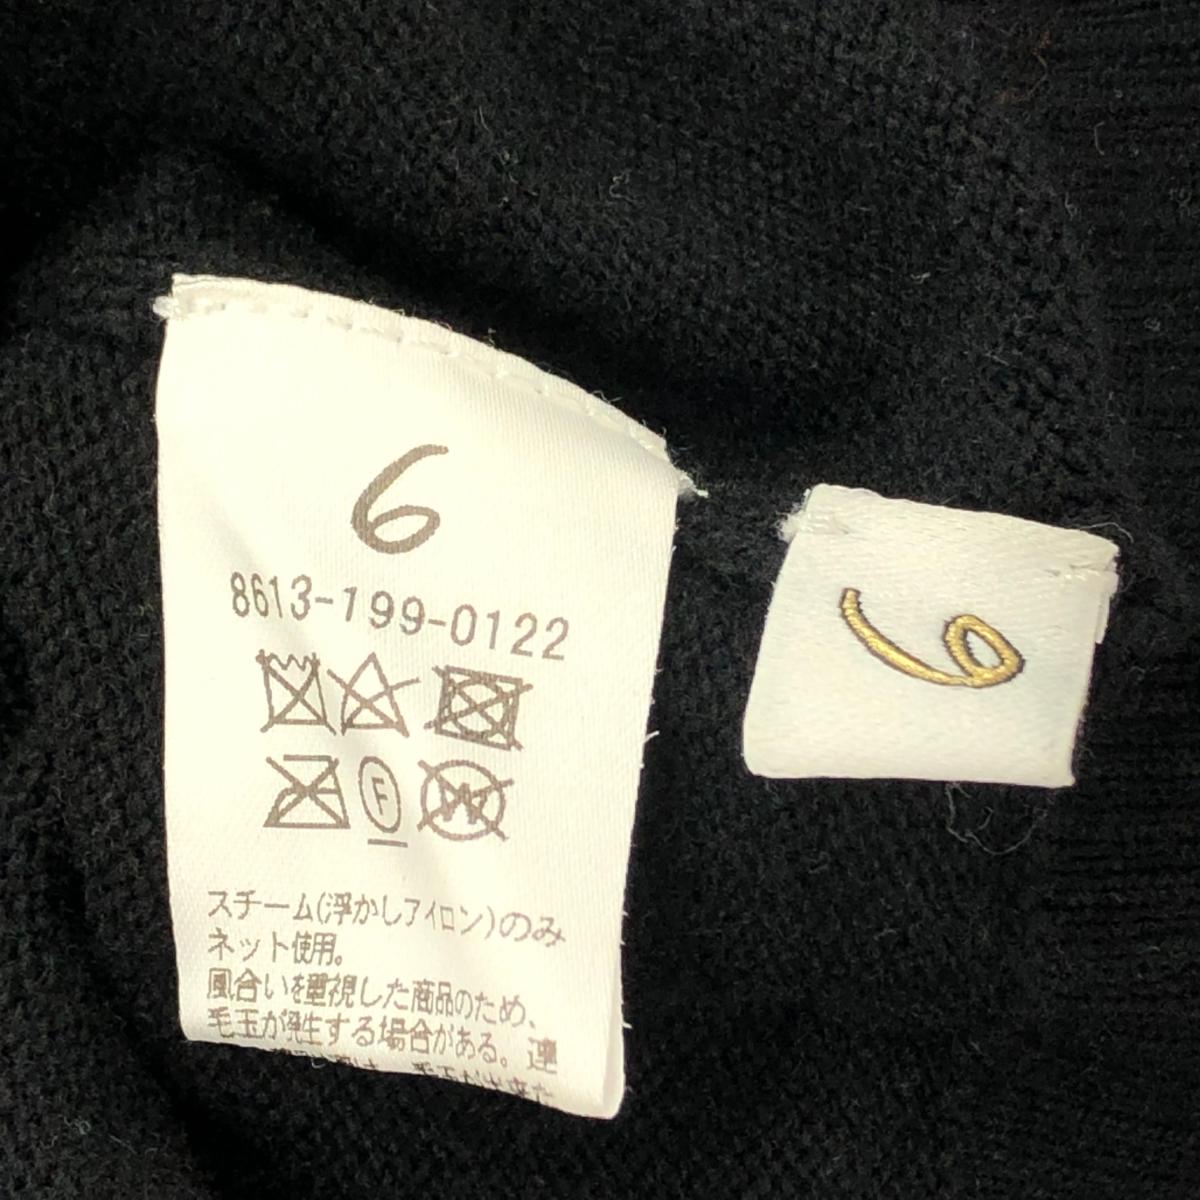 6
8613-199-0122
F
W
スチーム(浮かしアイロン)のみ
ネット使用。
風合いを重視した商品のため、
毛玉が発生する場合がある。連
6